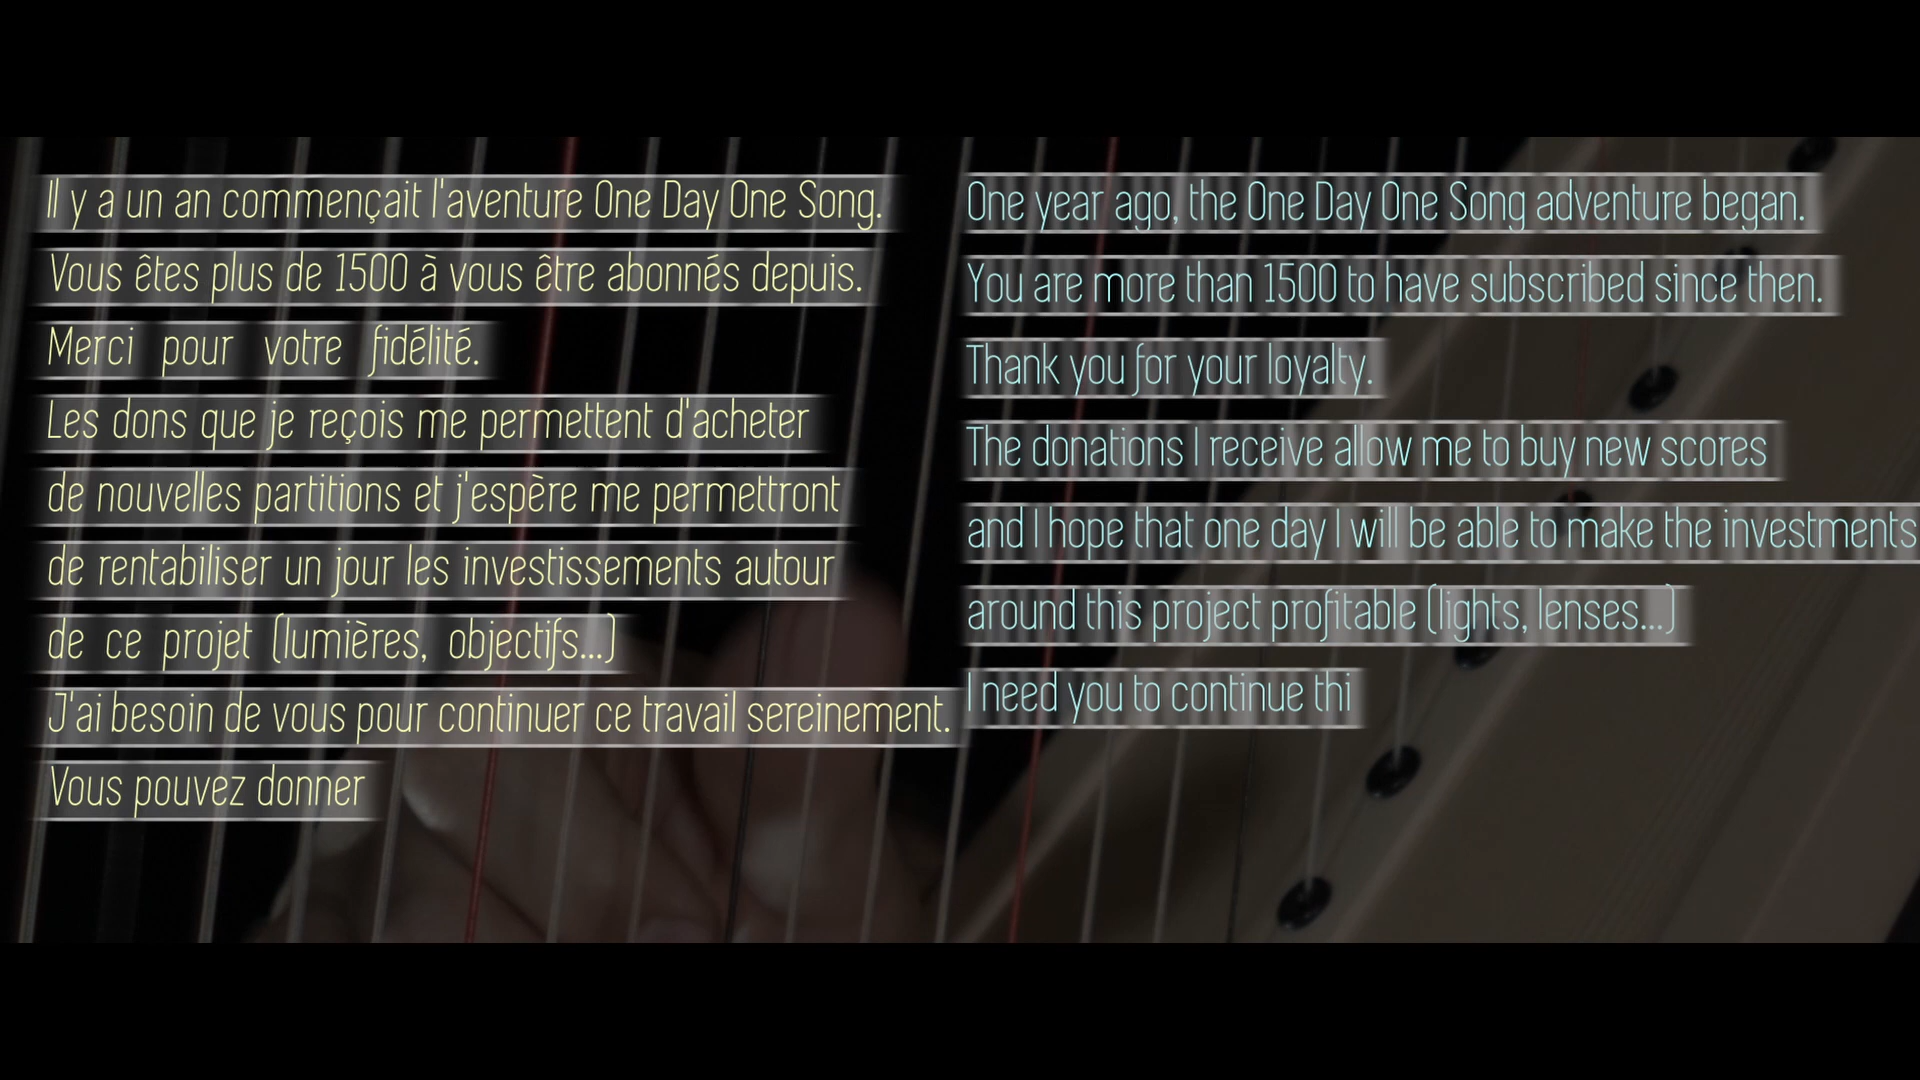 Il y a un an commençait l'aventure One Day One Song.
Vous êtes plus de 1500 à vous être abonnés depuis.
Merci pour votre fidélité.
Les dons que je reçois me permettent d'acheter
de nouvelles partitions et j'espère me permettront
de rentabiliser un jour les investissements autour
de ce projet (lumières, objectifs...)
J'ai besoin de vous pour continuer ce travail sereinement.
Vous pouvez donner
One year ago, the One Day One Song adventure began.
You are more than 1500 to have subscribed since then.
Thank you for your loyalty.
The donations I receive allow me to buy new scores
and I hope that one day I will be able to make the investments
around this project profitable (lights, lenses...)
I need you to continue thi